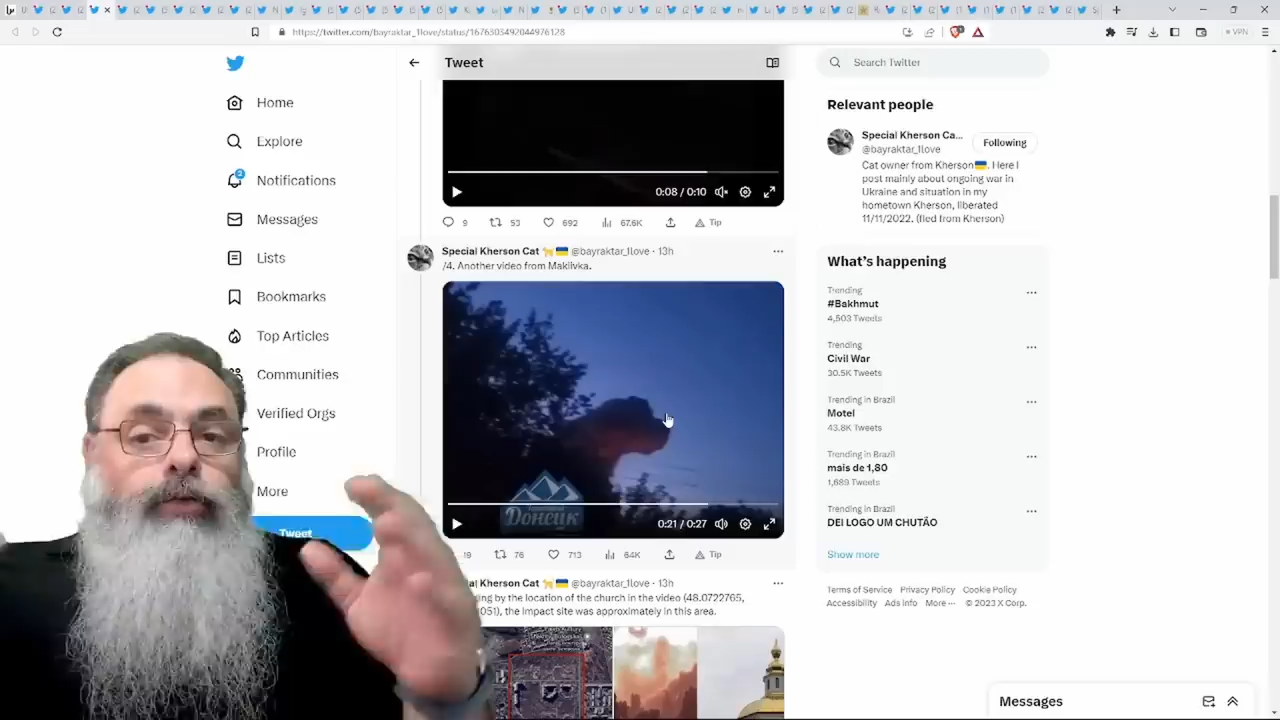 https://twitter.com/bayraktar_1love/status/1676303492044976128
VPN
Home
Explore
2
Notifications
Messages
Lists
Bookmarks
Top Articles
Communities
Verified Orgs
Profile
More
Tweet
Tweet
0:08 / 0:10
9
53
692
67.6K
Tip
Special Kherson Cat @bayraktar_1love · 13h
/4. Another video from Makiivka.
Донецк
0:21 / 0:27
19
76
713
64K
Tip
Kherson Cat @bayraktar_1love · 13h
by the location of the church in the video (48.0722765,
the impact site was approximately in this area.
Search Twitter
Relevant people
Special Kherson Ca...
@bayraktar_1love
Following
Cat owner from Kherson. Here I
post mainly about ongoing war in
Ukraine and situation in my
hometown Kherson, liberated
11/11/2022. (fled from Kherson)
What's happening
Trending
#Bakhmut
4,503 Tweets
Trending
Civil War
30.5K Tweets
Trending in Brazil
Motel
43.8K Tweets
Trending in Brazil
mais de 1,80
1,689 Tweets
Trending in Brazil
DEI LOGO UM CHUTÃO
Show more
Terms of Service Privacy Policy Cookie Policy
Accessibility Ads info More ··· © 2023 X Corp.
Messages